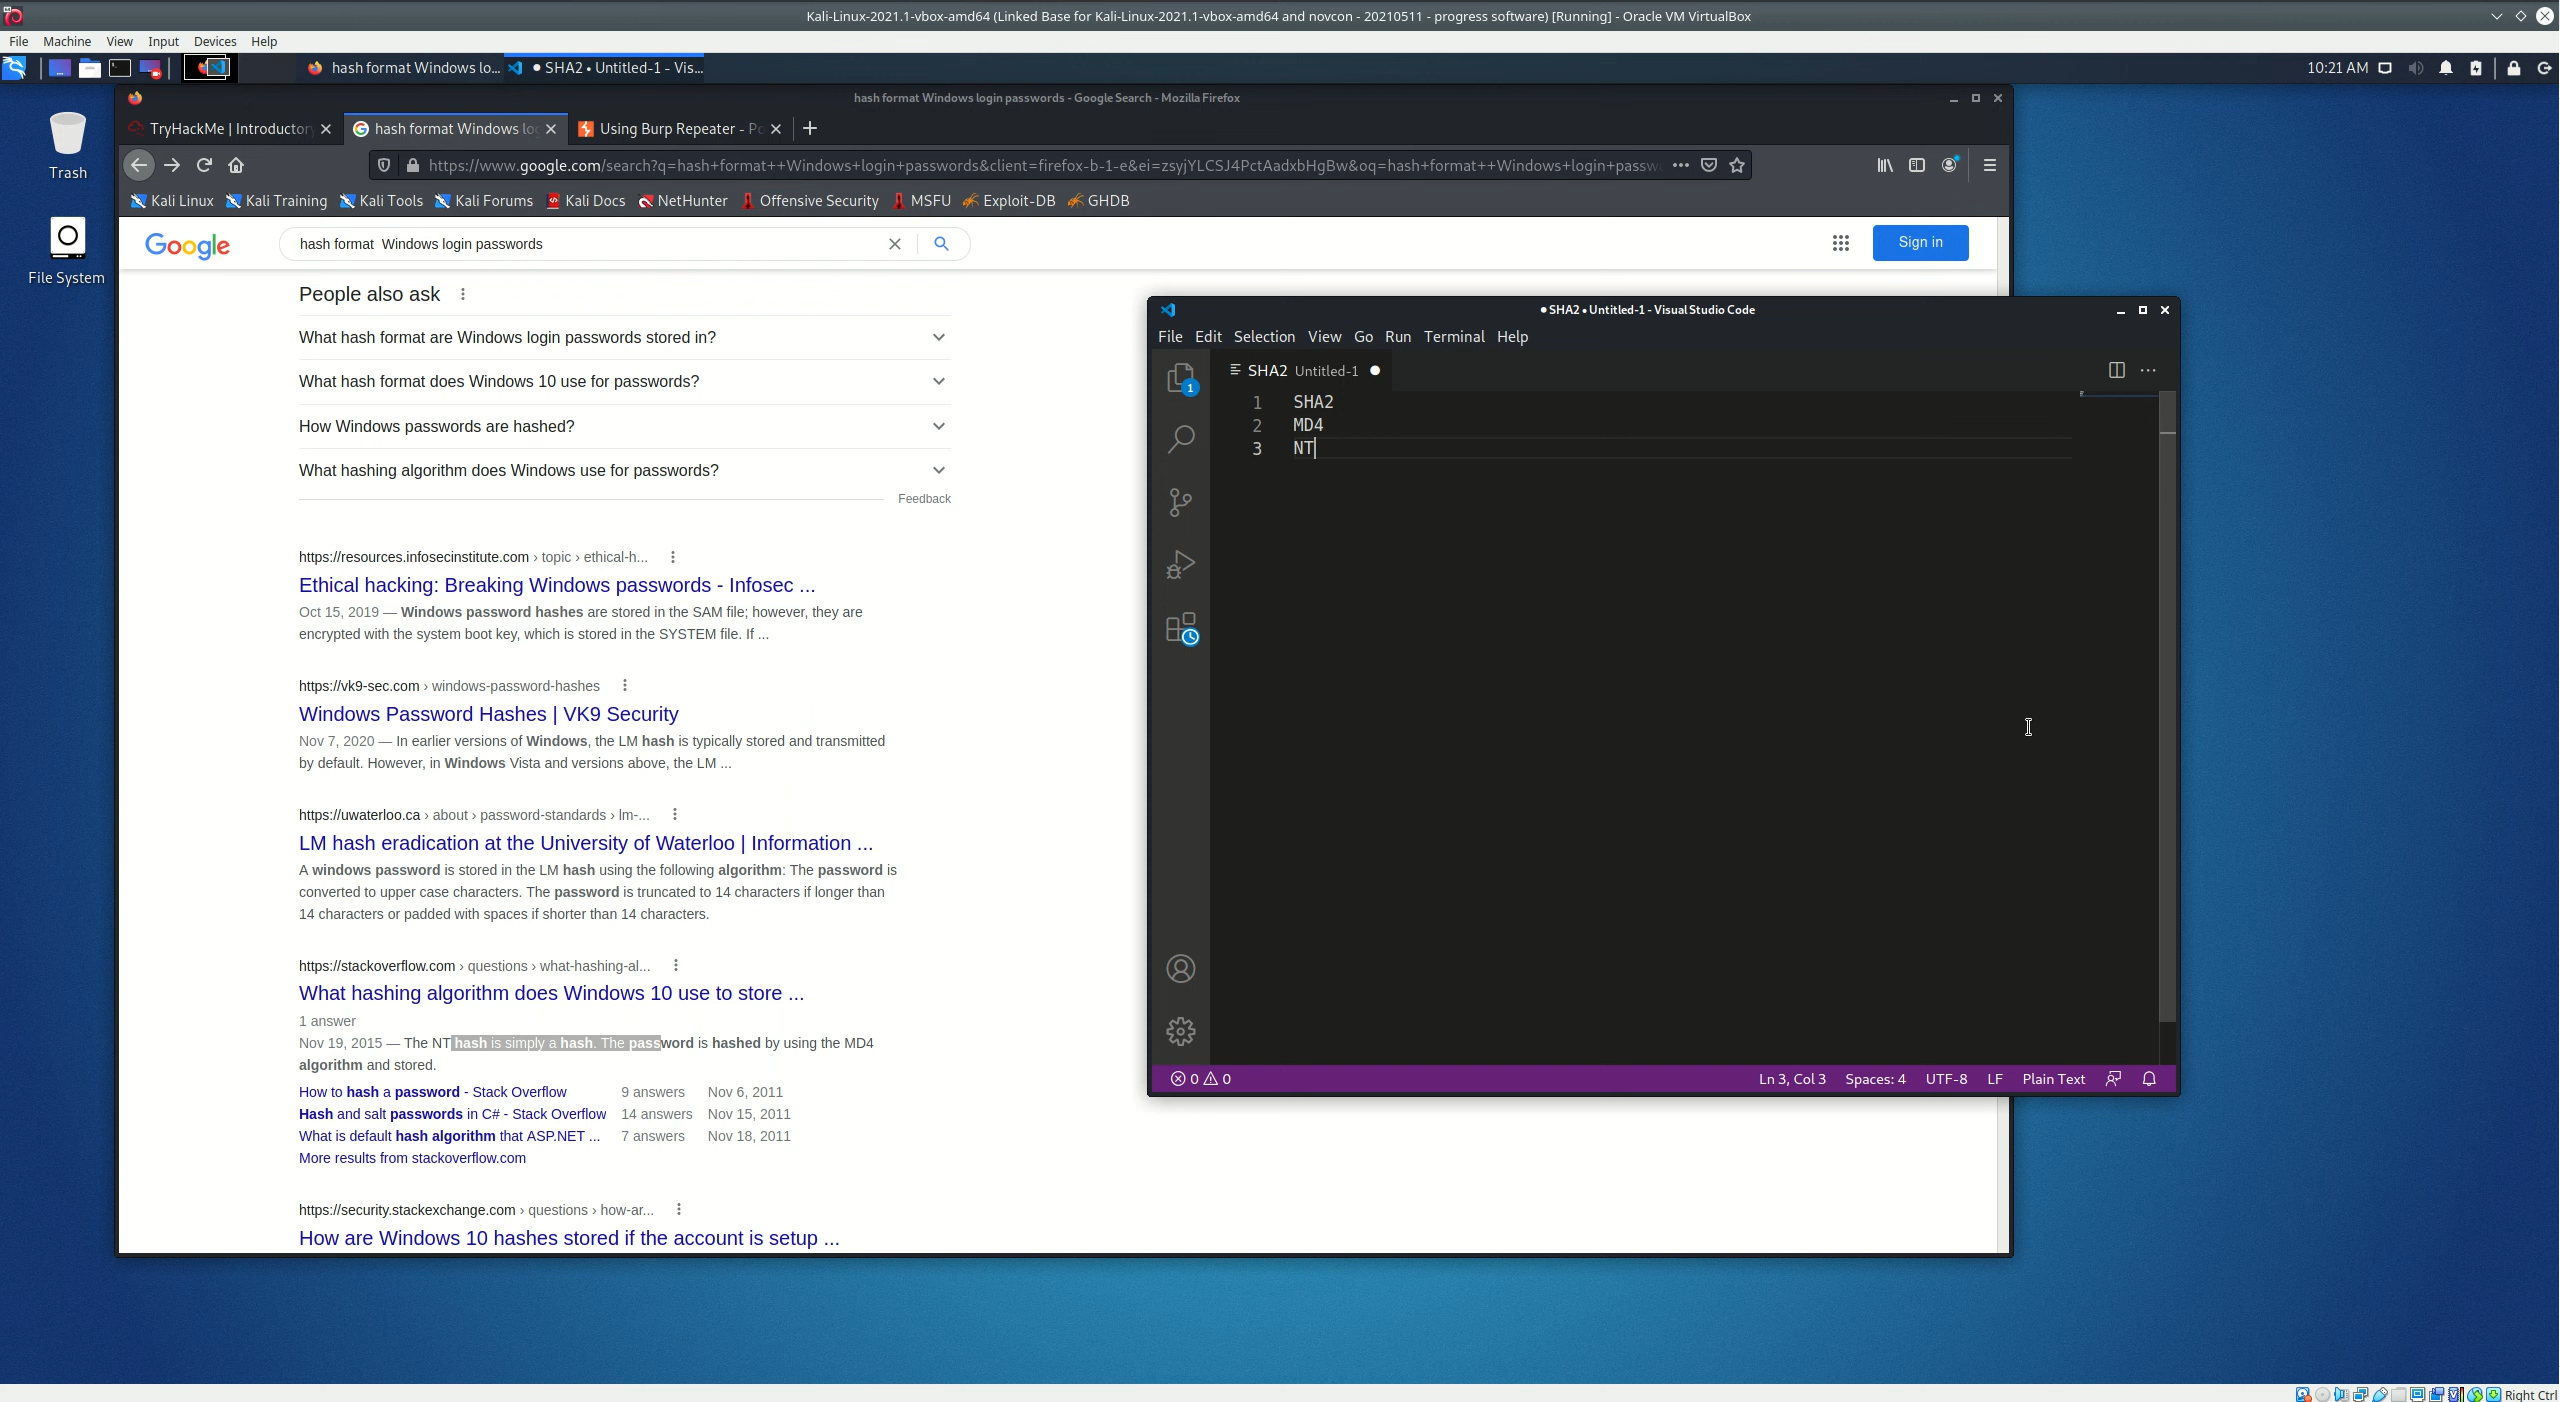 Kali-Linux-2021.1-vbox-amd64 (Linked Base for Kali-Linux-2021.1-vbox-amd64 and novcon - 20210511 - progress software) [Running] - Oracle VM VirtualBox
File Machine View Input Devices Help
hash format Windows lo...
• SHA2 • Untitled-1 - Vis...
10:21 AM
Trash
File System
hash format Windows login passwords - Google Search - Mozilla Firefox
TryHackMe | Introductor
hash format Windows lo
Using Burp Repeater - Po
https://www.google.com/search?q=hash+format++Windows+login+passwords&client=firefox-b-1-e&ei=zsyjYLCSJ4PctAadxbHgBw&oq=hash+format++Windows+login+passw
Kali Linux Kali Training Kali Tools Kali Forums Kali Docs NetHunter Offensive Security MSFU Exploit-DB GHDB
Google
hash format  Windows login passwords
Sign in
People also ask
What hash format are Windows login passwords stored in?
What hash format does Windows 10 use for passwords?
How Windows passwords are hashed?
What hashing algorithm does Windows use for passwords?
Feedback
https://resources.infosecinstitute.com › topic › ethical-h...
Ethical hacking: Breaking Windows passwords - Infosec ...
Oct 15, 2019 — Windows password hashes are stored in the SAM file; however, they are
encrypted with the system boot key, which is stored in the SYSTEM file. If ...
https://vk9-sec.com › windows-password-hashes
Windows Password Hashes | VK9 Security
Nov 7, 2020 — In earlier versions of Windows, the LM hash is typically stored and transmitted
by default. However, in Windows Vista and versions above, the LM ...
https://uwaterloo.ca › about › password-standards › lm-...
LM hash eradication at the University of Waterloo | Information ...
A windows password is stored in the LM hash using the following algorithm: The password is
converted to upper case characters. The password is truncated to 14 characters if longer than
14 characters or padded with spaces if shorter than 14 characters.
https://stackoverflow.com › questions › what-hashing-al...
What hashing algorithm does Windows 10 use to store ...
1 answer
Nov 19, 2015 — The NT hash is simply a hash. The password is hashed by using the MD4
algorithm and stored.
How to hash a password - Stack Overflow 9 answers Nov 6, 2011
Hash and salt passwords in C# - Stack Overflow 14 answers Nov 15, 2011
What is default hash algorithm that ASP.NET ... 7 answers Nov 18, 2011
More results from stackoverflow.com
https://security.stackexchange.com › questions › how-ar...
How are Windows 10 hashes stored if the account is setup ...
• SHA2 • Untitled-1 - Visual Studio Code
File Edit Selection View Go Run Terminal Help
SHA2 Untitled-1
1
1 SHA2
2 MD4
3 NT
0 0
Ln 3, Col 3 Spaces: 4 UTF-8 LF Plain Text
Right Ctrl